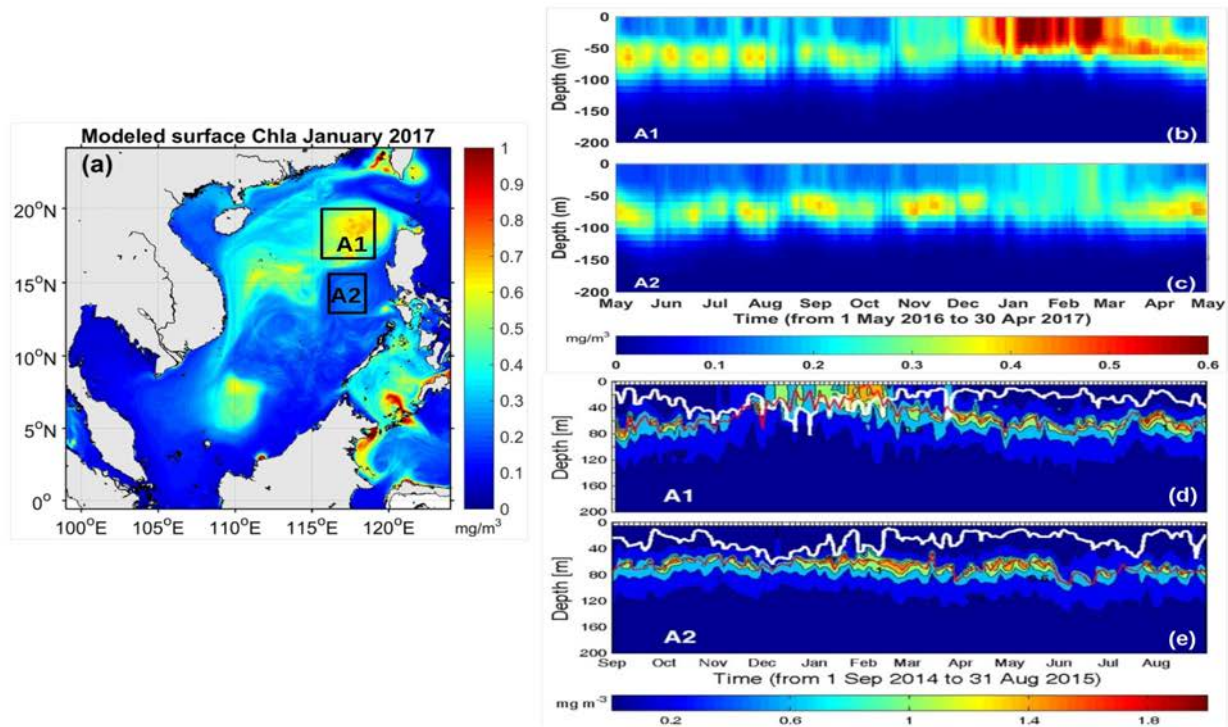 Modeled surface Chla January 2017
(a)
A1
A2
20°N
15°N
10°N
5°N
0°
100°E
105°E
110°E
115°E
120°E
1
0.9
0.8
0.7
0.6
0.5
0.4
0.3
0.2
0.1
0
mg/m³
Depth (m)
0
-50
-100
-150
-200
A1
(b)
Depth (m)
0
-50
-100
-150
-200
A2
(c)
May Jun Jul Aug Sep Oct Nov Dec Jan Feb Mar Apr May
Time (from 1 May 2016 to 30 Apr 2017)
mg/m³
0 0.1 0.2 0.3 0.4 0.5 0.6
Depth [m]
0
40
80
120
160
200
A1
(d)
Depth [m]
0
40
80
120
160
200
A2
(e)
Sep Oct Nov Dec Jan Feb Mar Apr May Jun Jul Aug
Time (from 1 Sep 2014 to 31 Aug 2015)
mg m⁻³
0.2 0.6 1 1.4 1.8